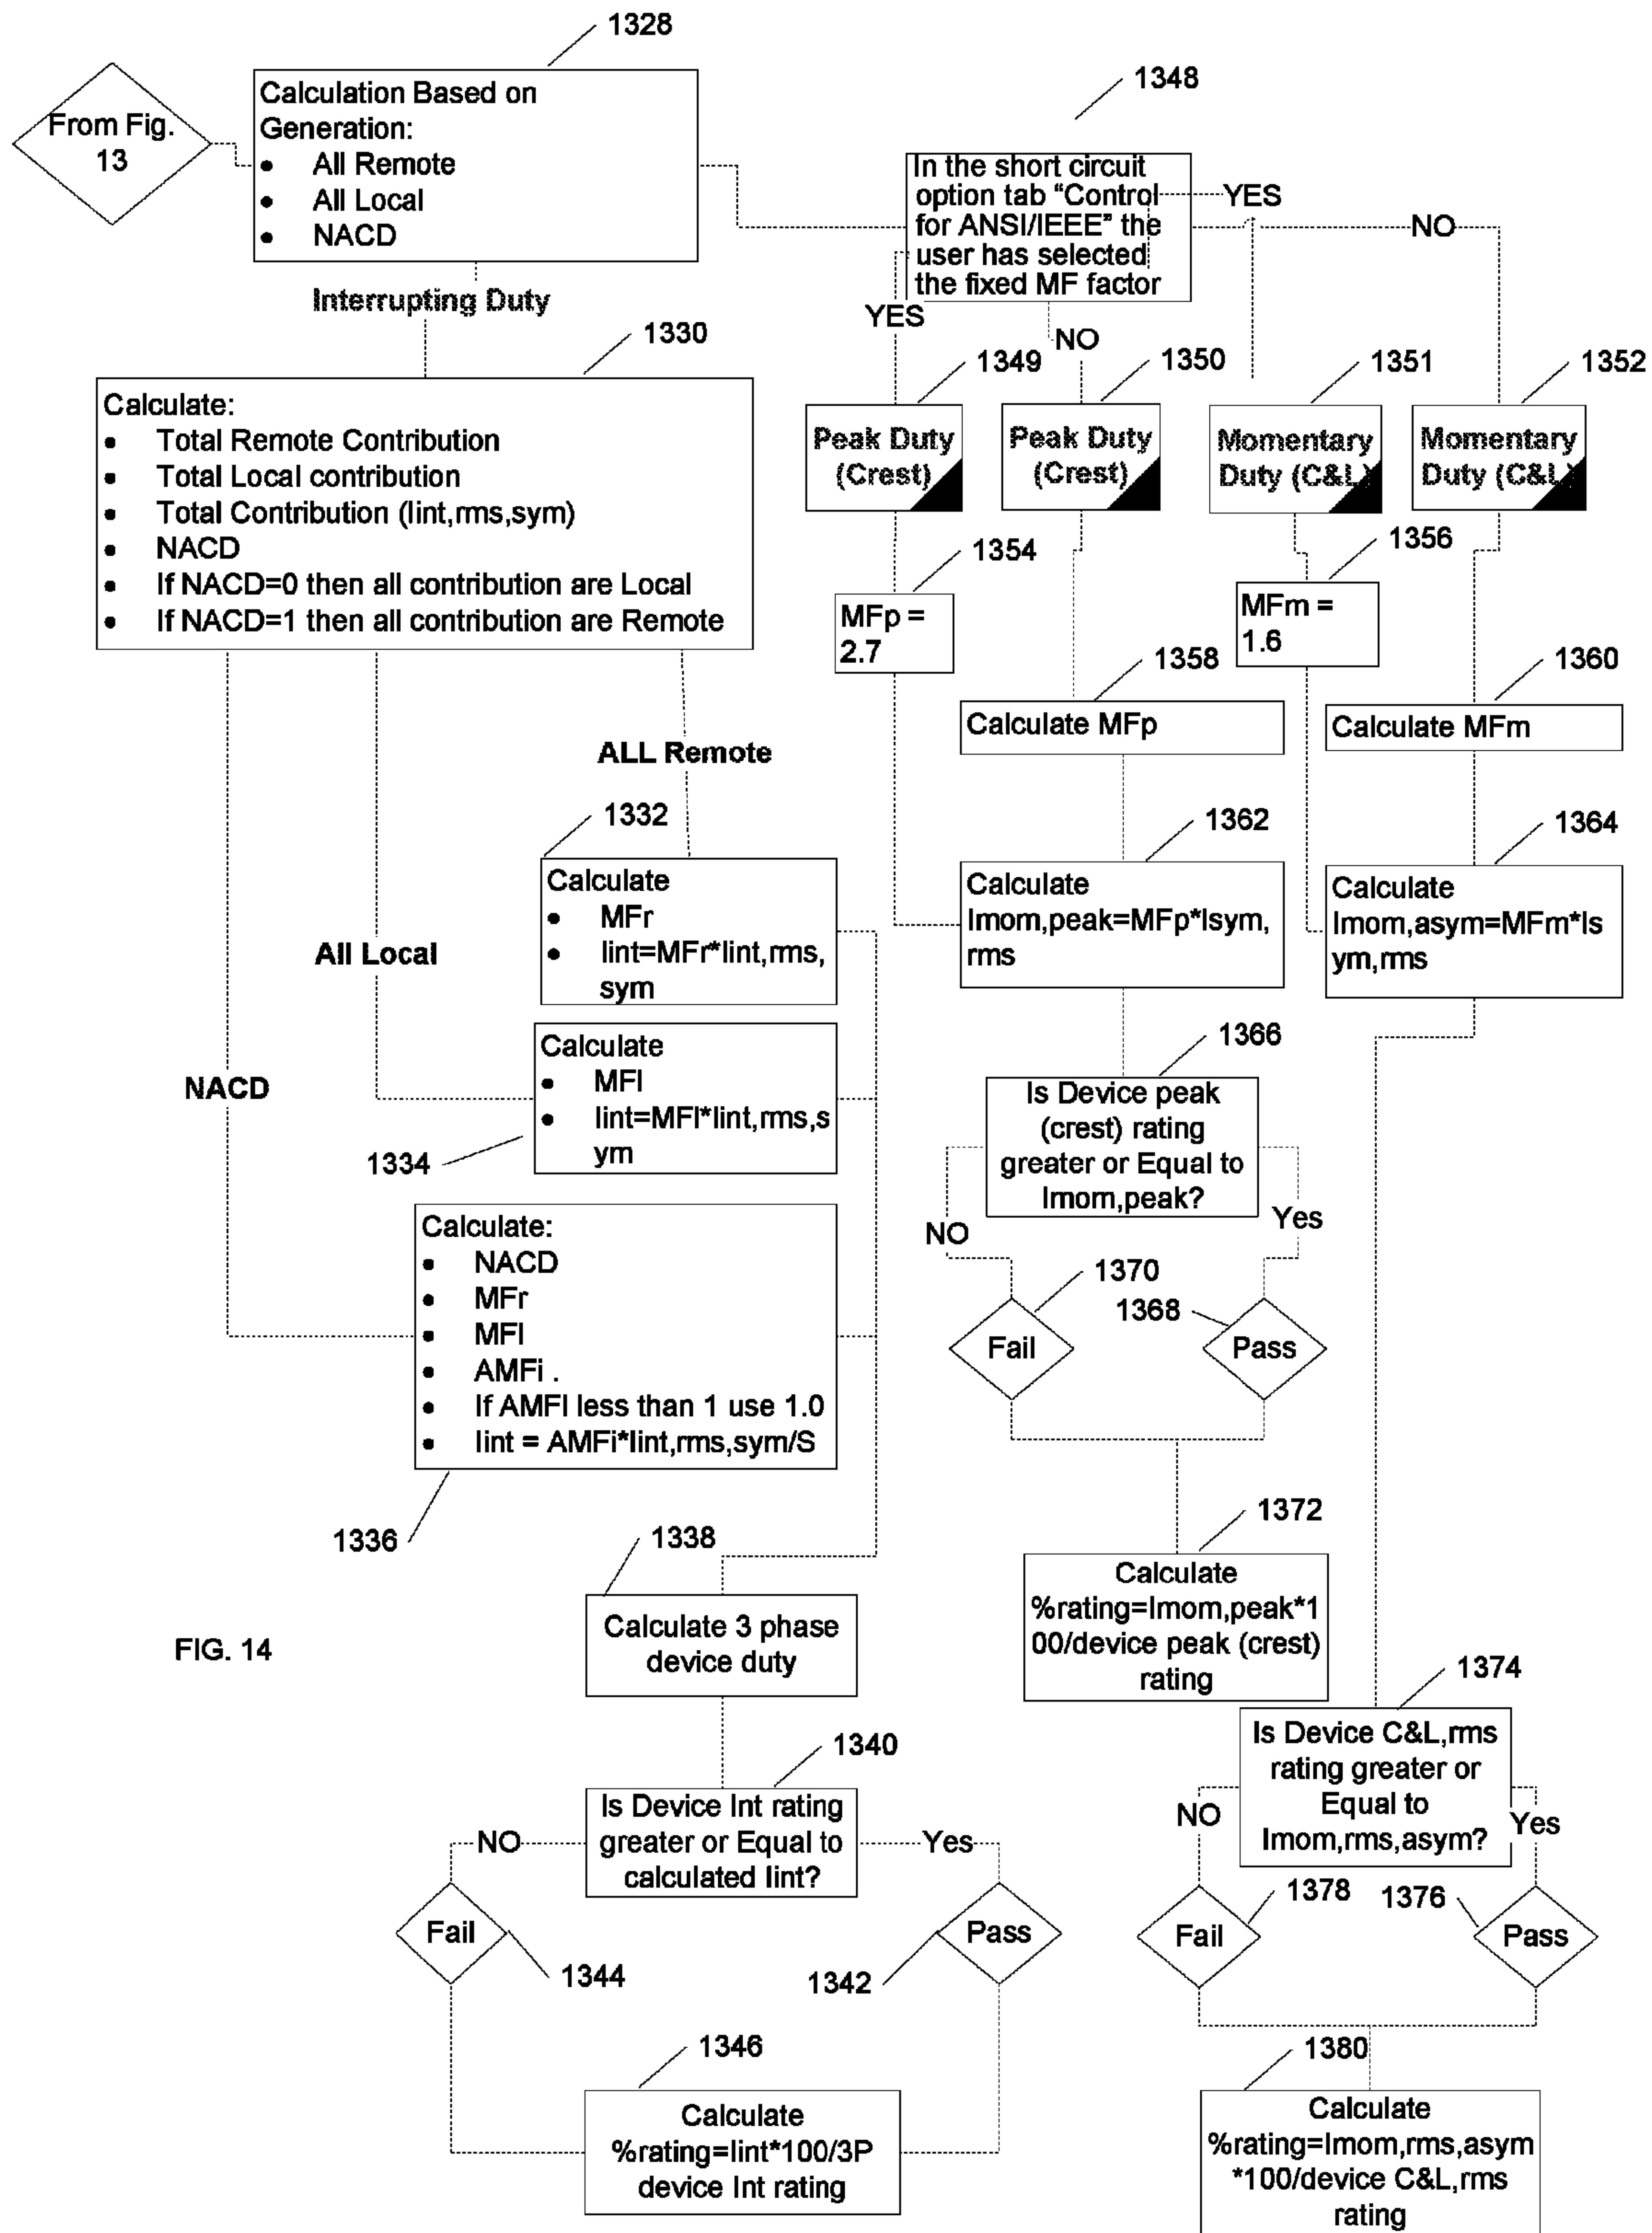 1328
From Fig.
13
Calculation Based on
Generation:
• All Remote
• All Local
• NACD
1348
In the short circuit
option tab "Control
for ANSI/IEEE" the
user has selected
the fixed MF factor
YES
NO
YES
NO
Interrupting Duty
1330
Calculate:
• Total Remote Contribution
• Total Local contribution
• Total Contribution (Iint,rms,sym)
• NACD
• If NACD=0 then all contribution are Local
• If NACD=1 then all contribution are Remote
1349
Peak Duty
(Crest)
1350
Peak Duty
(Crest)
1351
Momentary
Duty (C&L)
1352
Momentary
Duty (C&L)
1354
MFp =
2.7
1356
MFm =
1.6
1358
Calculate MFp
1360
Calculate MFm
ALL Remote
All Local
NACD
1332
Calculate
• MFr
• Iint=MFr*Iint,rms,
sym
1334
Calculate
• MFl
• Iint=MFl*Iint,rms,s
ym
1336
Calculate:
• NACD
• MFr
• MFl
• AMFi .
• If AMFI less than 1 use 1.0
• Iint = AMFi*Iint,rms,sym/S
1362
Calculate
Imom,peak=MFp*Isym,
rms
1364
Calculate
Imom,asym=MFm*Is
ym,rms
1366
Is Device peak
(crest) rating
greater or Equal to
Imom,peak?
NO
Yes
1370
Fail
1368
Pass
1372
Calculate
%rating=Imom,peak*1
00/device peak (crest)
rating
1338
Calculate 3 phase
device duty
FIG. 14
1340
Is Device Int rating
greater or Equal to
calculated Iint?
NO
Yes
Fail
1344
Pass
1342
1346
Calculate
%rating=Iint*100/3P
device Int rating
1374
Is Device C&L,rms
rating greater or
Equal to
Imom,rms,asym?
NO
Yes
1378
Fail
1376
Pass
1380
Calculate
%rating=Imom,rms,asym
*100/device C&L,rms
rating